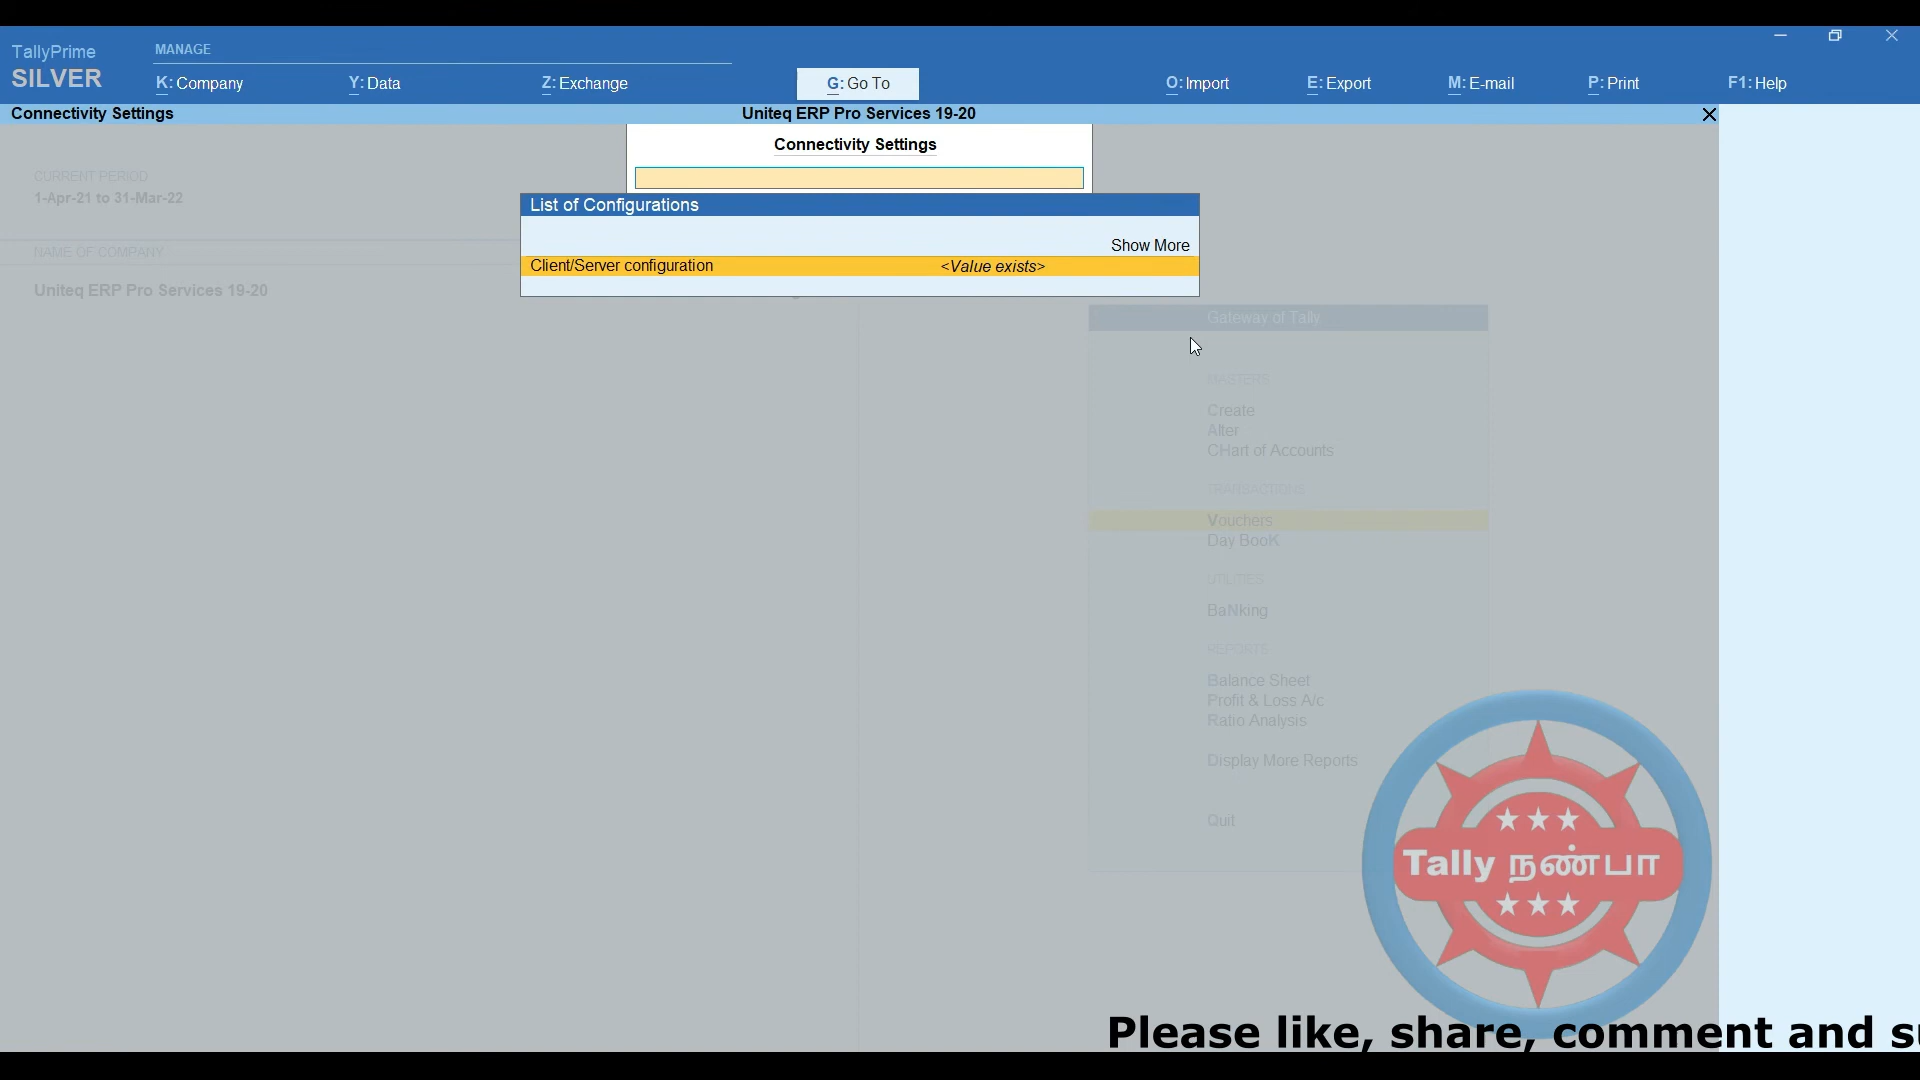 TallyPrime
SILVER
MANAGE
K: Company
Y: Data
Z: Exchange
G: Go To
O: Import
E: Export
M: E-mail
P: Print
F1: Help
Connectivity Settings
Uniteq ERP Pro Services 19-20
Connectivity Settings
CURRENT PERIOD
1-Apr-21 to 31-Mar-22
List of Configurations
Show More
Client/Server configuration <Value exists>
NAME OF COMPANY
Uniteq ERP Pro Services 19-20
Gateway of Tally
MASTERS
Create
Alter
CHart of Accounts
TRANSACTIONS
Vouchers
Day BooK
UTILITIES
BaNking
REPORTS
Balance Sheet
Profit & Loss A/c
Ratio Analysis
Display More Reports
Quit
Tally நண்பா
Please like, share, comment and